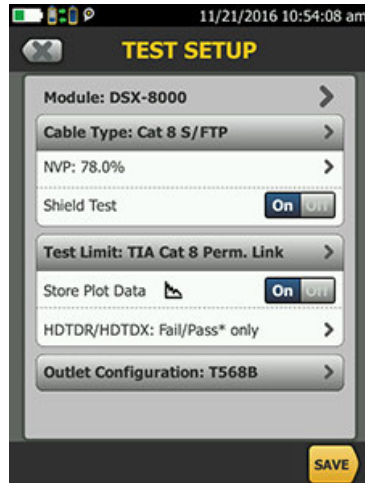 11/21/2016 10:54:08 am
TEST SETUP
Module: DSX-8000
Cable Type: Cat 8 S/FTP
NVP: 78.0%
Shield Test On Off
Test Limit: TIA Cat 8 Perm. Link
Store Plot Data On Off
HDTDR/HDTDX: Fail/Pass* only
Outlet Configuration: T568B
SAVE